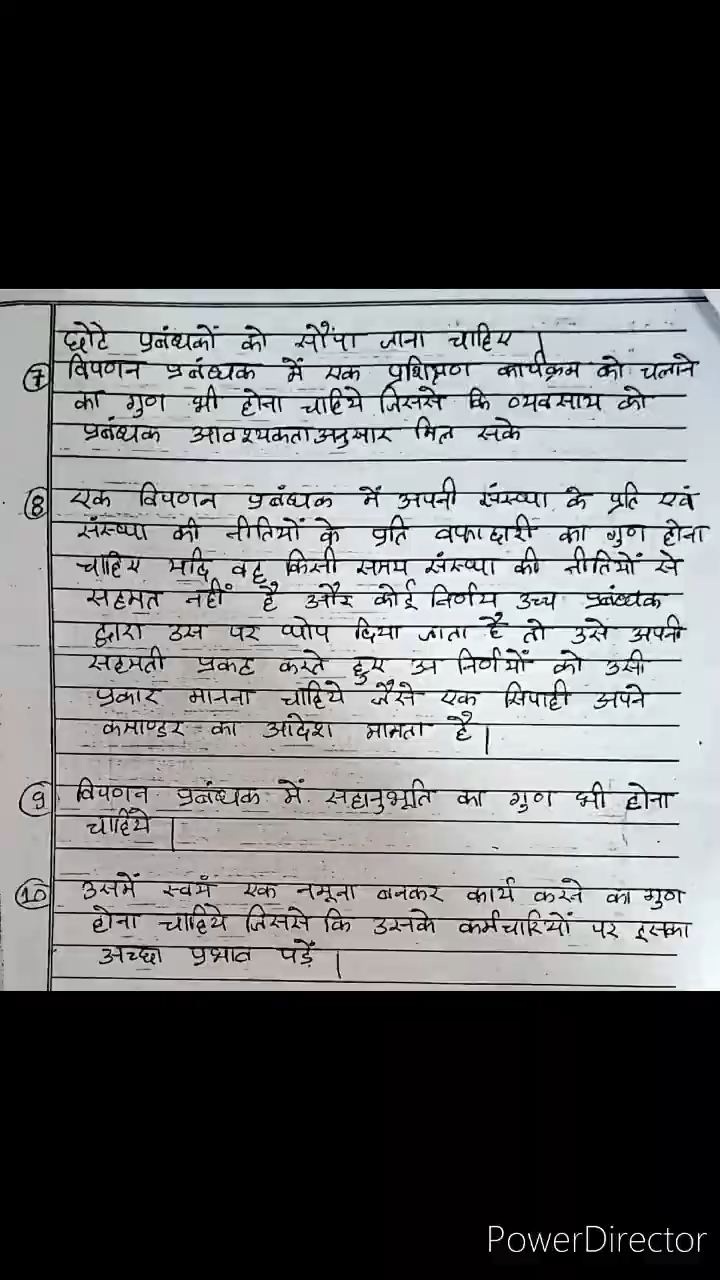 छोटे प्रबंधकों को सौंपा जाना चाहिए |
⑦ विपणन प्रबंधक में एक प्रशिक्षण कार्यक्रम को चलाने
का गुण भी होना चाहिये जिससे कि व्यवसाय को
प्रबंधक आवश्यकता अनुसार मिल सके
⑧ एक विपणन प्रबंधक में अपनी संस्था के प्रति एवं
संस्था की नीतियों के प्रति वफादारी का गुण होना
चाहिए यदि वह किसी समय संस्था की नीतियों से
सहमत नहीं है और कोई निर्णय उच्च प्रबंधक
द्वारा उस पर थोप दिया जाता है तो उसे अपनी
सहमती प्रकट करते हुए अ निर्णयों को उसी
प्रकार मानना चाहिये जैसे एक सिपाही अपने
कमाण्डर का आदेश मानता है |
⑨ विपणन प्रबंधक में सहानुभूति का गुण भी होना
चाहिये |
⑩ उसमें स्वयं एक नमूना बनकर कार्य करने का गुण
होना चाहिये जिससे कि उसके कर्मचारियों पर इसका
अच्छा प्रभाव पड़ें |
PowerDirector